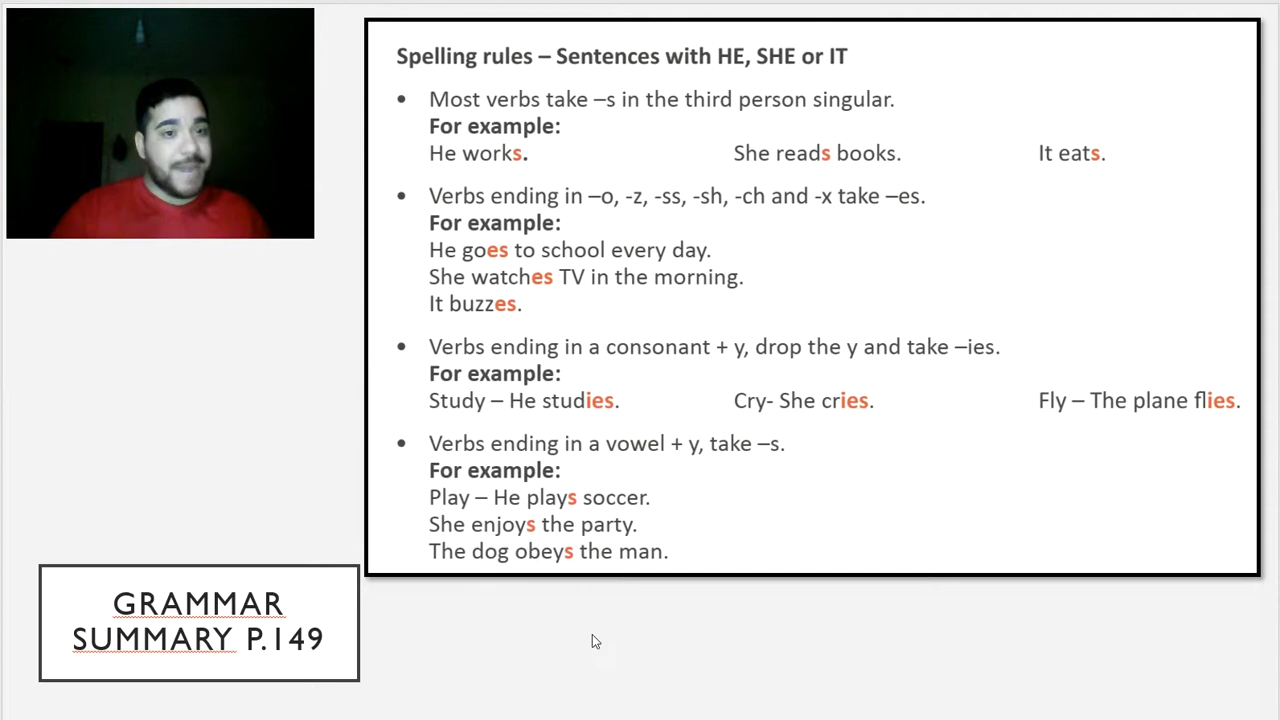 Spelling rules – Sentences with HE, SHE or IT
• Most verbs take –s in the third person singular.
For example:
He works. She reads books. It eats.
• Verbs ending in –o, -z, -ss, -sh, -ch and -x take –es.
For example:
He goes to school every day.
She watches TV in the morning.
It buzzes.
• Verbs ending in a consonant + y, drop the y and take –ies.
For example:
Study – He studies. Cry- She cries. Fly – The plane flies.
• Verbs ending in a vowel + y, take –s.
For example:
Play – He plays soccer.
She enjoys the party.
The dog obeys the man.
GRAMMAR
SUMMARY P.149